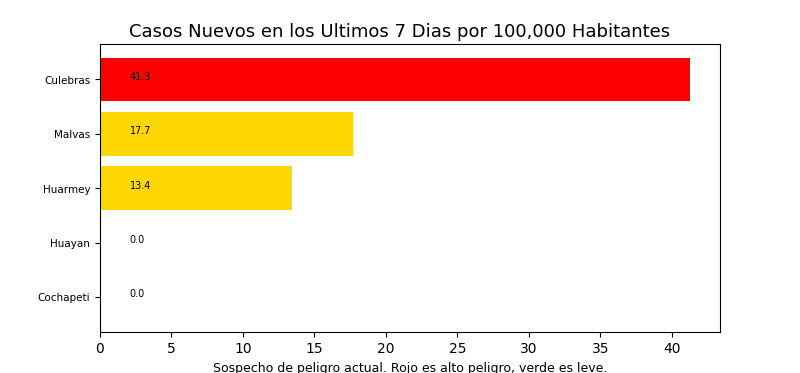 Casos Nuevos en los Ultimos 7 Dias por 100,000 Habitantes
Culebras 41.3
Malvas 17.7
Huarmey 13.4
Huayan 0.0
Cochapeti 0.0
0 5 10 15 20 25 30 35 40
Sospecho de peligro actual. Rojo es alto peligro, verde es leve.